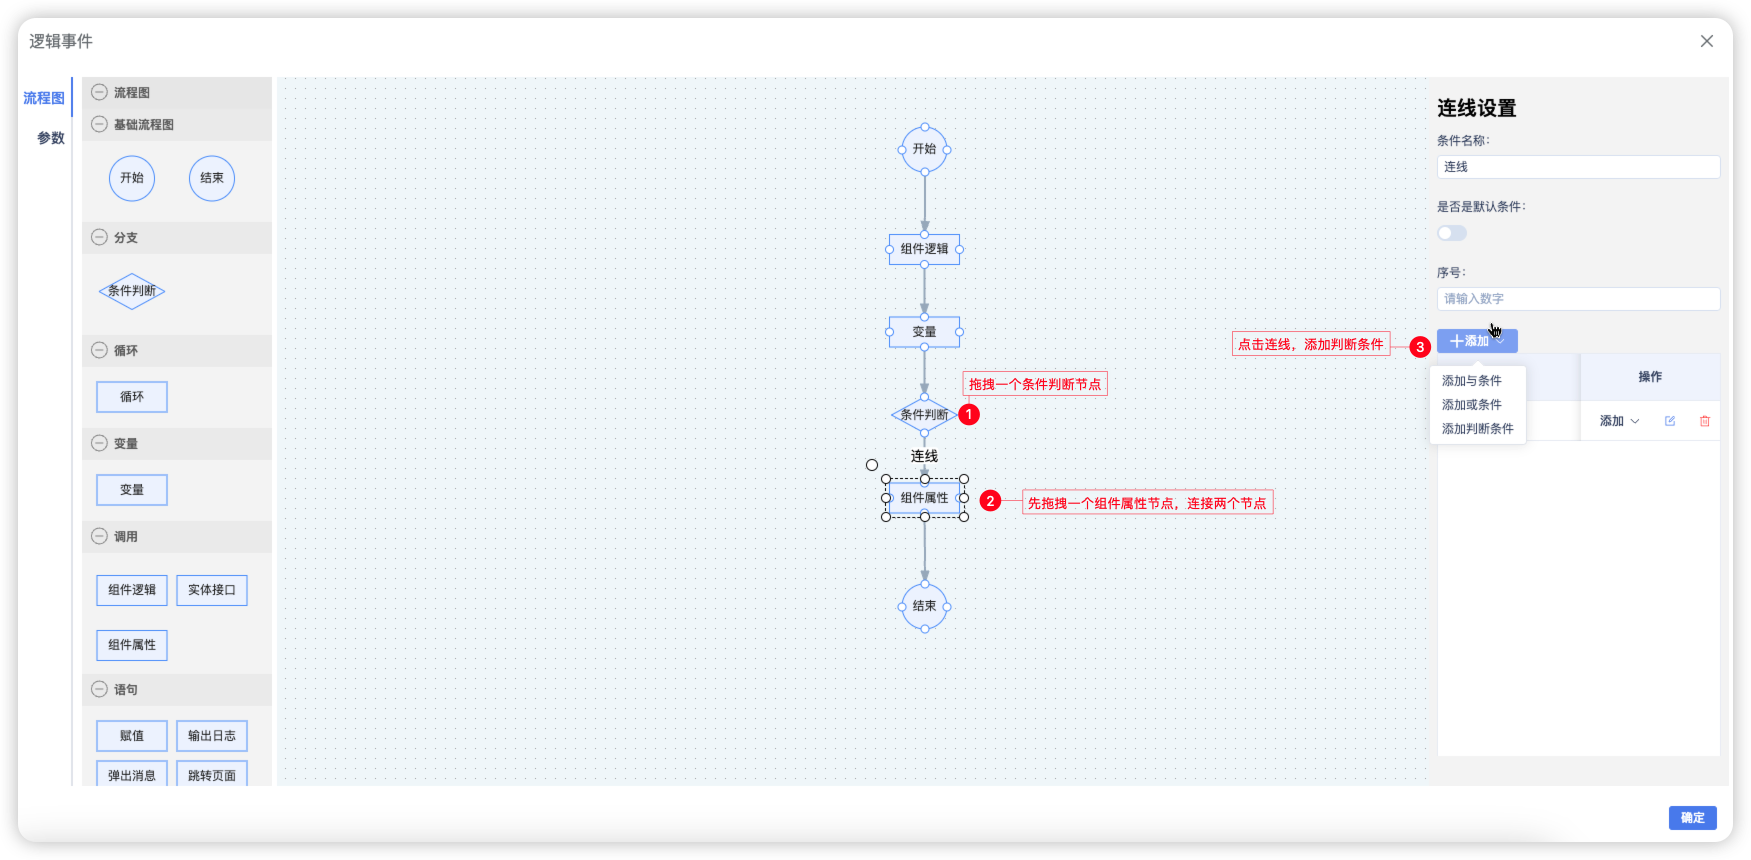 逻辑事件
流程图
参数
流程图
基础流程图
开始
结束
分支
条件判断
循环
循环
变量
变量
调用
组件逻辑
实体接口
组件属性
语句
赋值
输出日志
弹出消息
跳转页面
开始
组件逻辑
变量
拖拽一个条件判断节点
条件判断
1
连线
组件属性
2
先拖拽一个组件属性节点，连接两个节点
结束
点击连线，添加判断条件
3
连线设置
条件名称：
连线
是否是默认条件：
序号：
请输入数字
添加
添加与条件
添加或条件
添加判断条件
操作
添加
确定